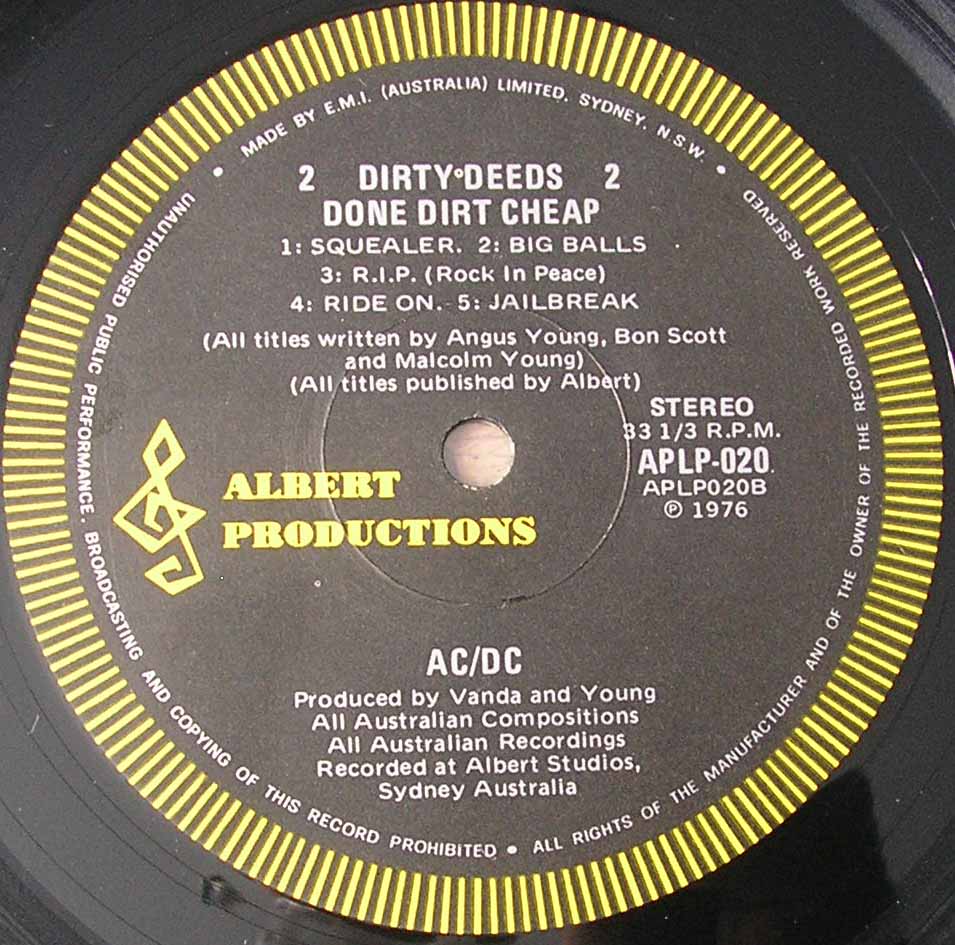 MADE BY E.M.I. (AUSTRALIA) LIMITED. SYDNEY. N.S.W.
2 DIRTY DEEDS 2
DONE DIRT CHEAP
1: SQUEALER. 2: BIG BALLS
3: R.I.P. (Rock In Peace)
4: RIDE ON. 5: JAILBREAK
(All titles written by Angus Young, Bon Scott
and Malcolm Young)
(All titles published by Albert)
STEREO
33 1/3 R.P.M.
APLP-020
APLP020B
℗ 1976
ALBERT
PRODUCTIONS
AC/DC
Produced by Vanda and Young
All Australian Compositions
All Australian Recordings
Recorded at Albert Studios,
Sydney Australia
UNAUTHORISED PUBLIC PERFORMANCE. BROADCASTING AND COPYING OF THIS RECORD PROHIBITED • ALL RIGHTS OF THE MANUFACTURER AND OF THE OWNER OF THE RECORDED WORK RESERVED